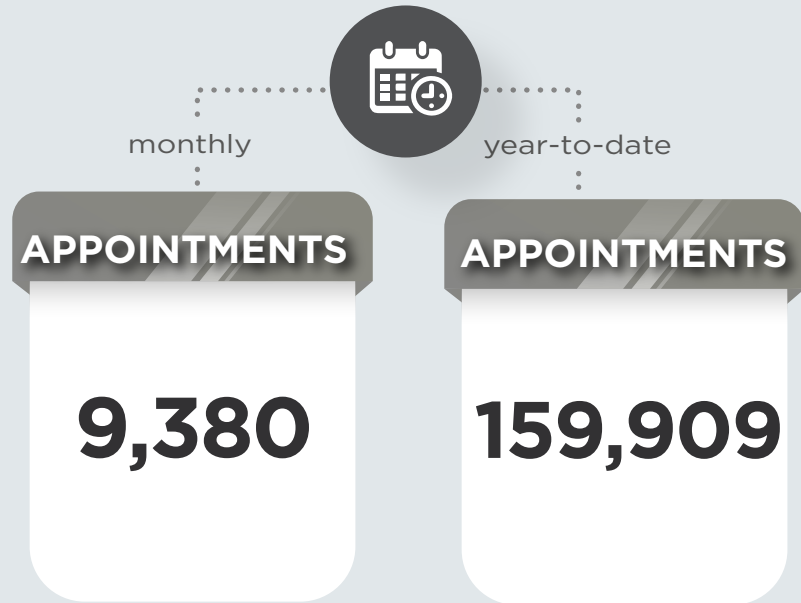 monthly
year-to-date
APPOINTMENTS
APPOINTMENTS
9,380
159,909